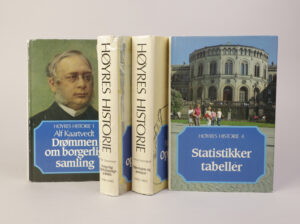 HØYRES HISTORIE 1
Alf Kaartvedt
Drømmen
om borgerlig
samling
HØYRES HISTORIE
HØYRES HISTORIE
HØYRES HISTORIE 4
Statistikker
tabeller